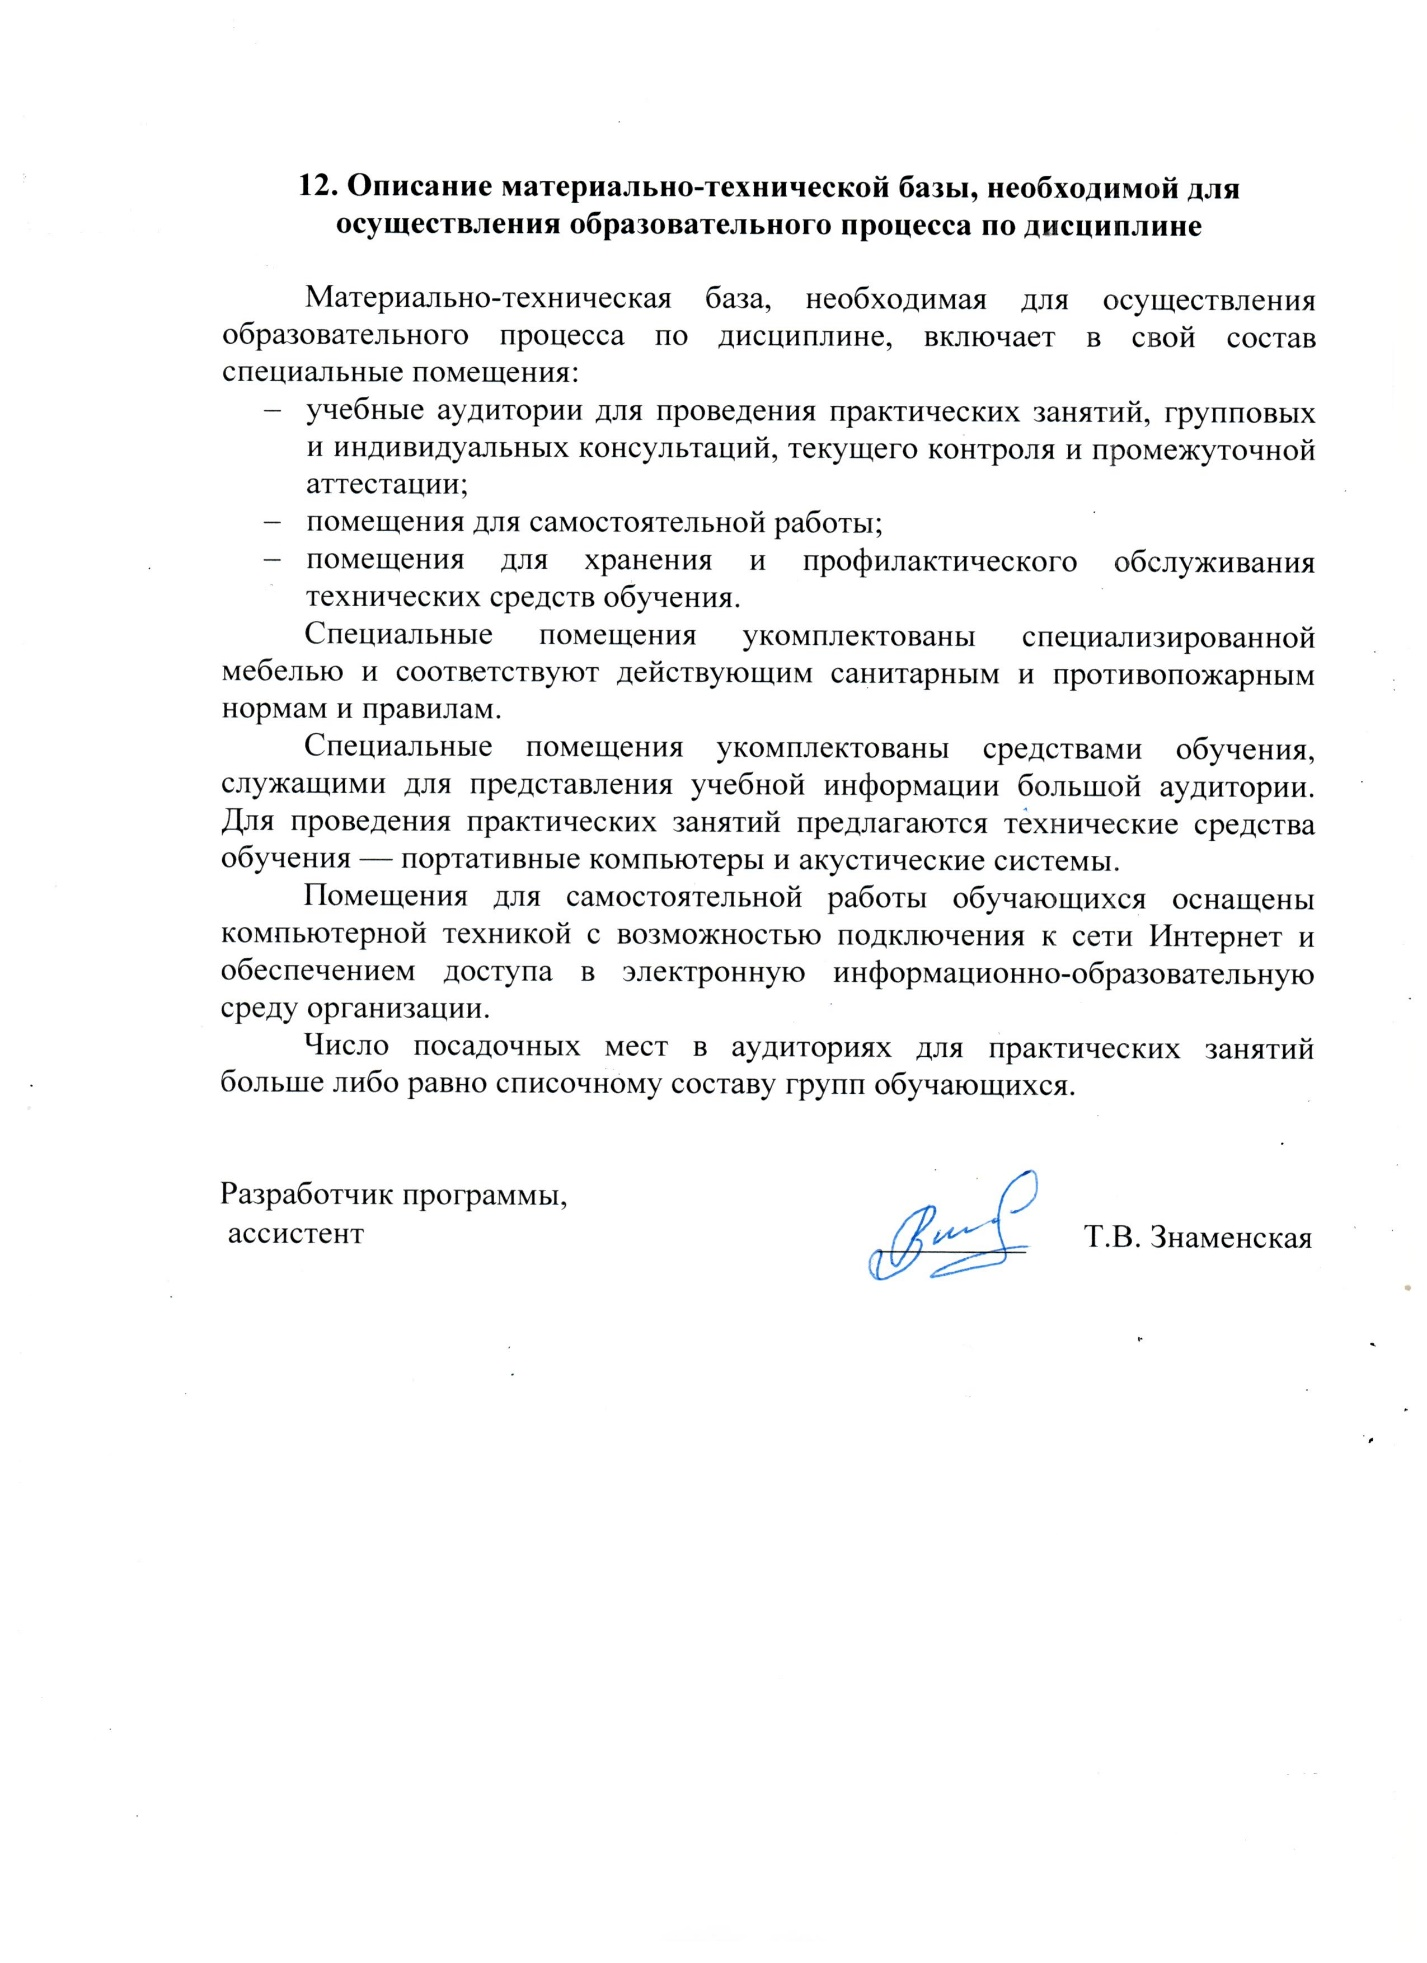 12. Описание материально-технической базы, необходимой для
осуществления образовательного процесса по дисциплине
Материально-техническая база, необходимая для осуществления
образовательного процесса по дисциплине, включает в свой состав
специальные помещения:
– учебные аудитории для проведения практических занятий, групповых
и индивидуальных консультаций, текущего контроля и промежуточной
аттестации;
– помещения для самостоятельной работы;
– помещения для хранения и профилактического обслуживания
технических средств обучения.
Специальные помещения укомплектованы специализированной
мебелью и соответствуют действующим санитарным и противопожарным
нормам и правилам.
Специальные помещения укомплектованы средствами обучения,
служащими для представления учебной информации большой аудитории.
Для проведения практических занятий предлагаются технические средства
обучения — портативные компьютеры и акустические системы.
Помещения для самостоятельной работы обучающихся оснащены
компьютерной техникой с возможностью подключения к сети Интернет и
обеспечением доступа в электронную информационно-образовательную
среду организации.
Число посадочных мест в аудиториях для практических занятий
больше либо равно списочному составу групп обучающихся.
Разработчик программы,
ассистент Т.В. Знаменская